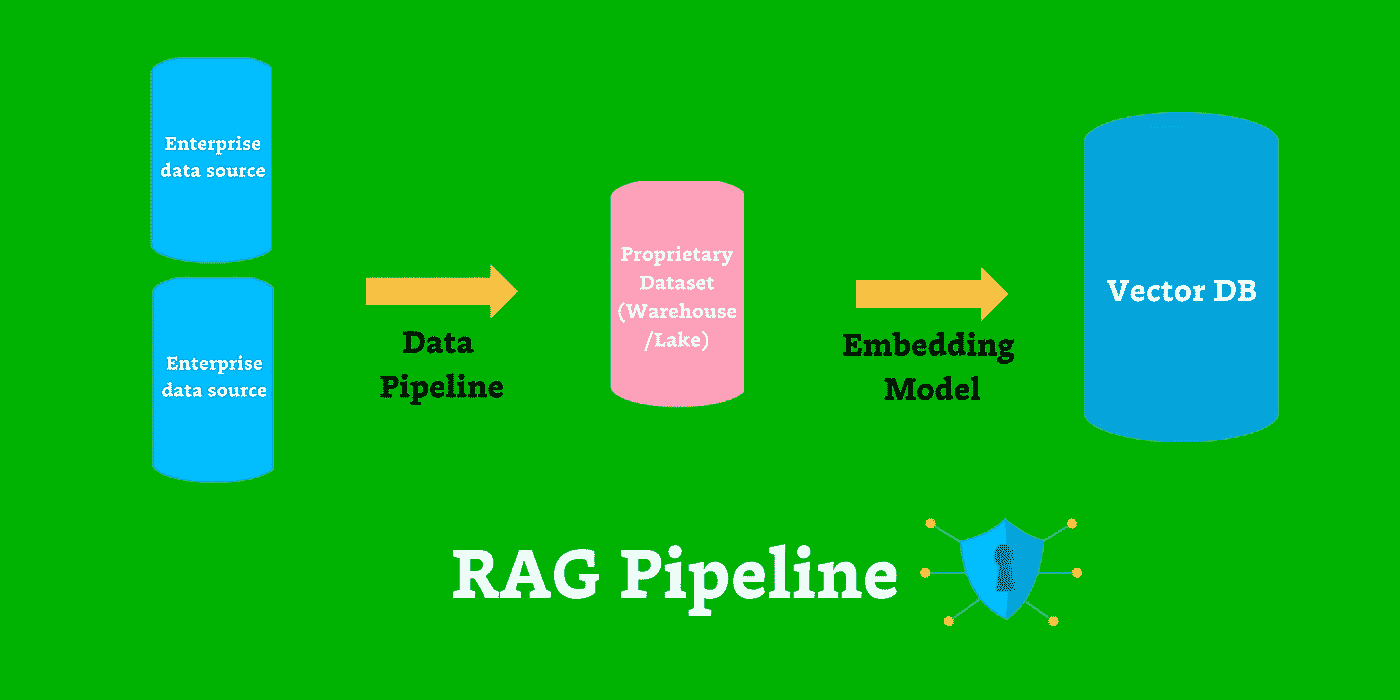 Enterprise
data source
Enterprise
data source
Data
Pipeline
Proprietary
Dataset
(Warehouse
/Lake)
Embedding
Model
Vector DB
RAG Pipeline